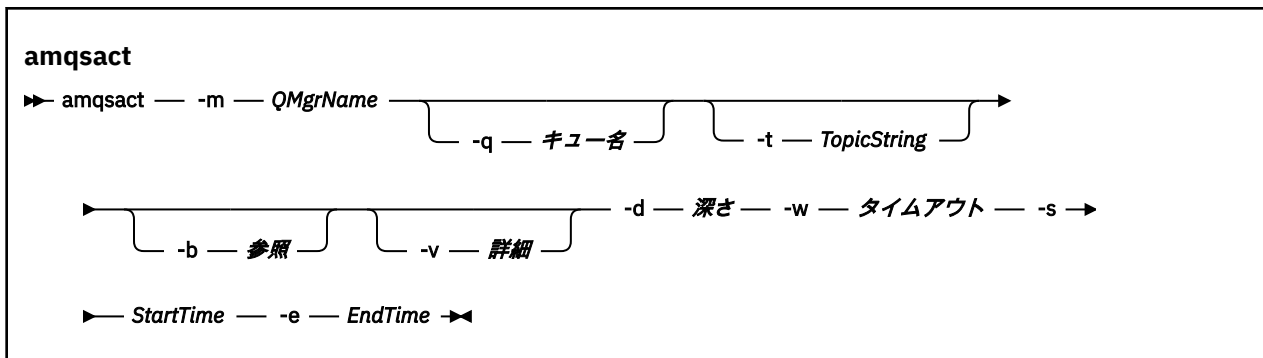 amqsact
amqsact -m QMgrName
-q キュー名 -t TopicString
-d 深さ -w タイムアウト -s
-b 参照 -v 詳細
StartTime -e EndTime